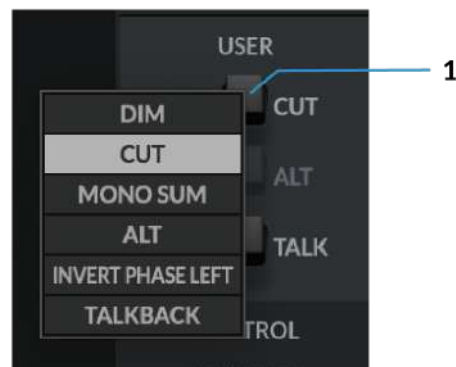 USER
1
CUT
ALT
TALK
DIM
CUT
MONO SUM
ALT
INVERT PHASE LEFT
TALKBACK
TROL